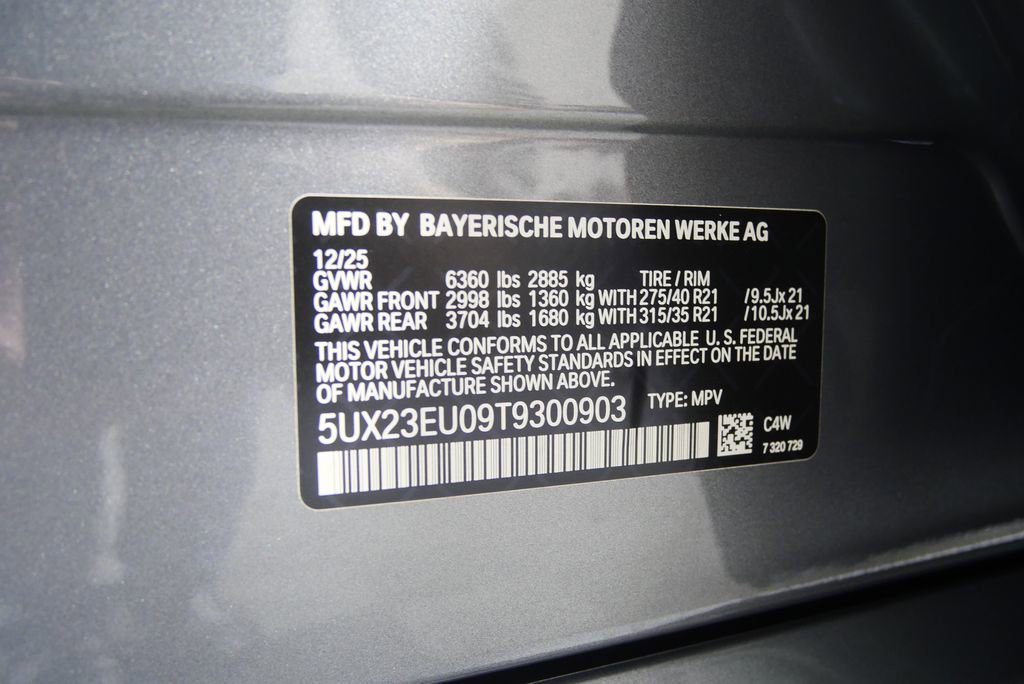 MFD BY BAYERISCHE MOTOREN WERKE AG
12/25
GVWR 6360 lbs 2885 kg TIRE / RIM
GAWR FRONT 2998 lbs 1360 kg WITH 275/40 R21 /9.5Jx21
GAWR REAR 3704 lbs 1680 kg WITH 315/35 R21 /10.5Jx21
THIS VEHICLE CONFORMS TO ALL APPLICABLE U. S. FEDERAL
MOTOR VEHICLE SAFETY STANDARDS IN EFFECT ON THE DATE
OF MANUFACTURE SHOWN ABOVE.
5UX23EU09T9300903 TYPE: MPV
C4W
7 320 729